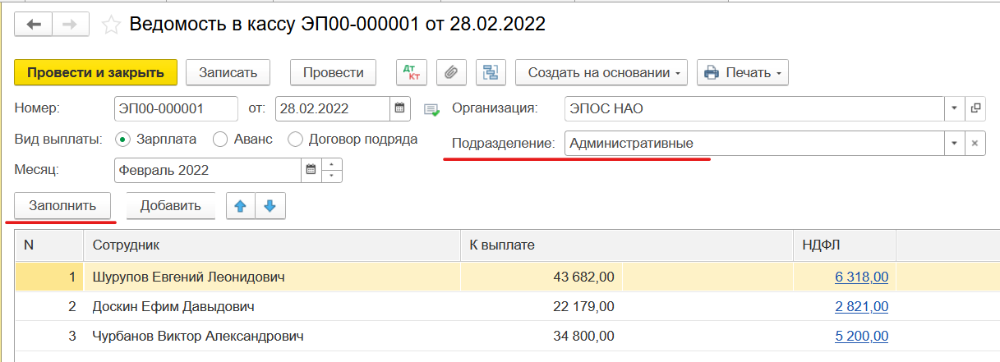 Ведомость в кассу ЭП00-000001 от 28.02.2022
Провести и закрыть Записать Провести Дт Кт Создать на основании Печать
Номер: ЭП00-000001 от: 28.02.2022 Организация: ЭПОС НАО
Вид выплаты: Зарплата Аванс Договор подряда Подразделение: Административные
Месяц: Февраль 2022
Заполнить Добавить
N Сотрудник К выплате НДФЛ
1 Шурупов Евгений Леонидович 43 682,00 6 318,00
2 Доскин Ефим Давыдович 22 179,00 2 821,00
3 Чурбанов Виктор Александрович 34 800,00 5 200,00